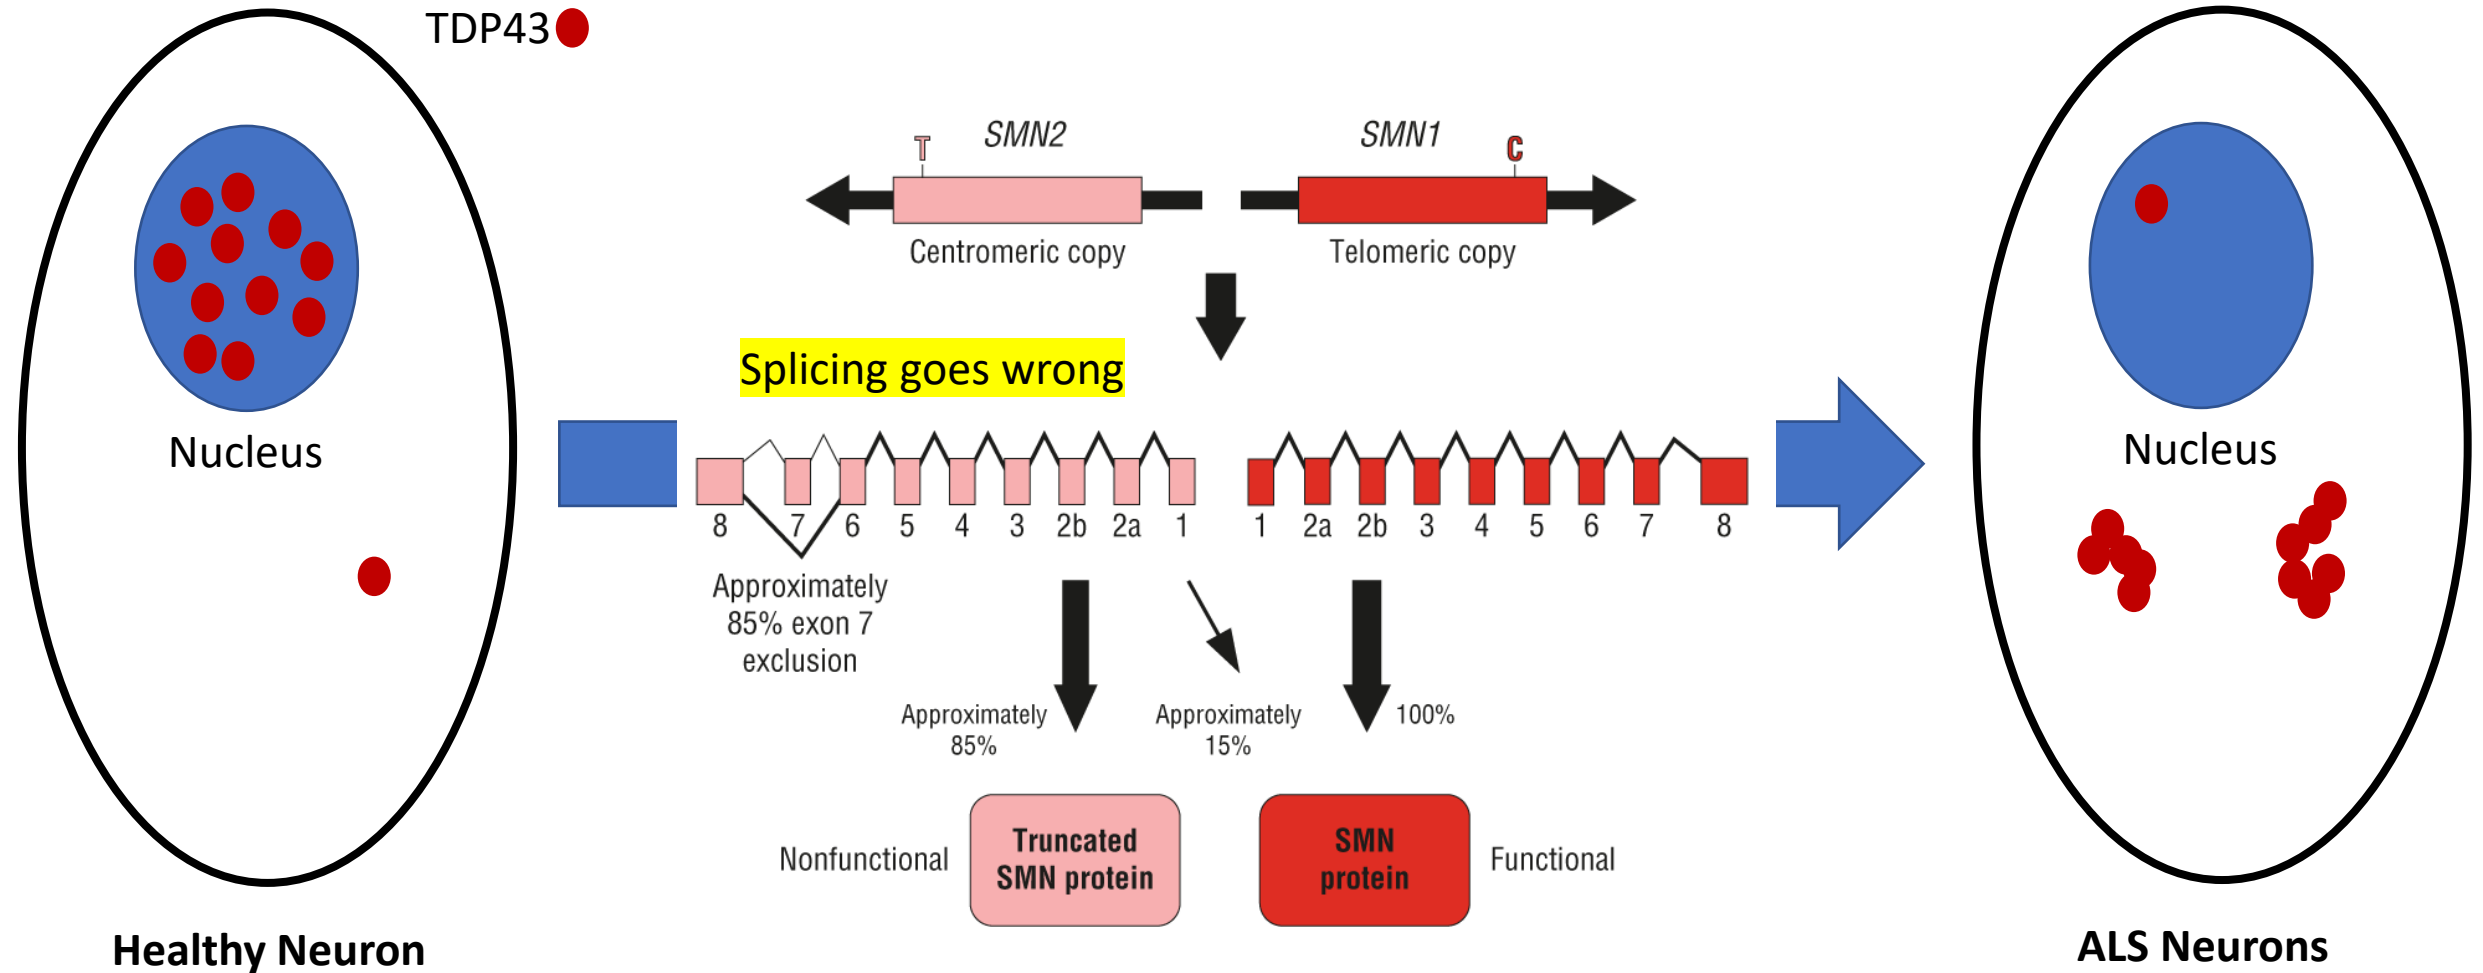 TDP43
SMN2
SMN1
T
C
Centromeric copy
Telomeric copy
Splicing goes wrong
Nucleus
Nucleus
8 7 6 5 4 3 2b 2a 1
1 2a 2b 3 4 5 6 7 8
Approximately
85% exon 7
exclusion
Approximately
85%
Approximately
15%
100%
Nonfunctional
Truncated
SMN protein
SMN
protein
Functional
Healthy Neuron
ALS Neurons